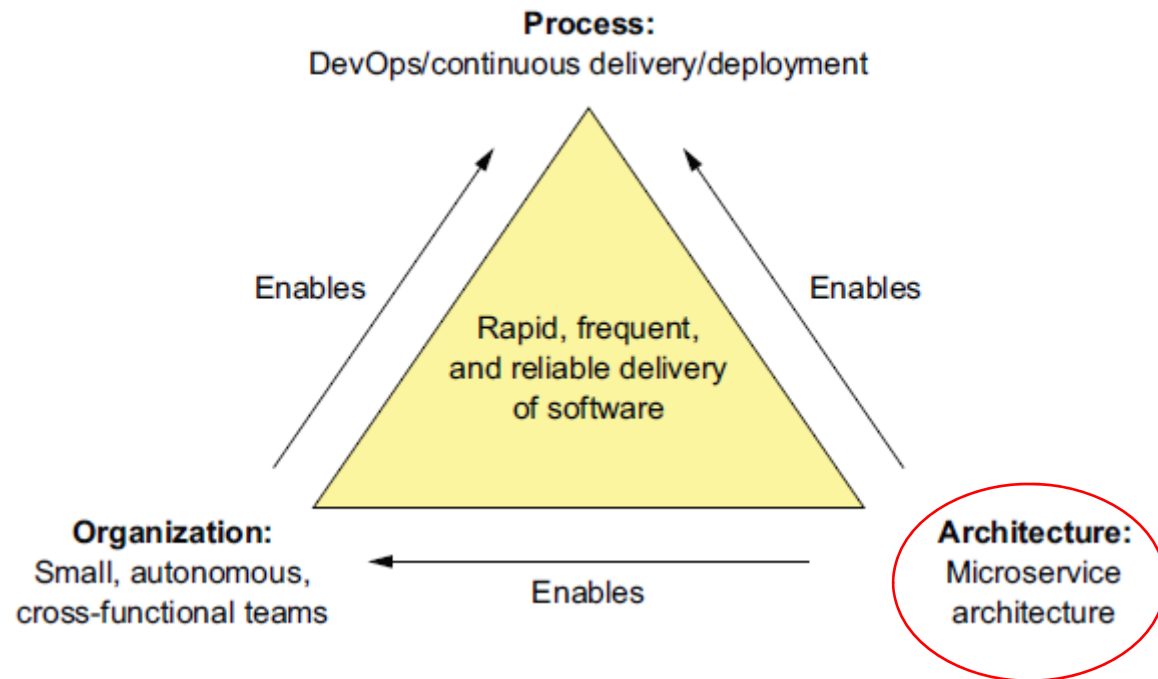 Process:
DevOps/continuous delivery/deployment
Enables
Enables
Rapid, frequent,
and reliable delivery
of software
Organization:
Small, autonomous,
cross-functional teams
Enables
Architecture:
Microservice
architecture